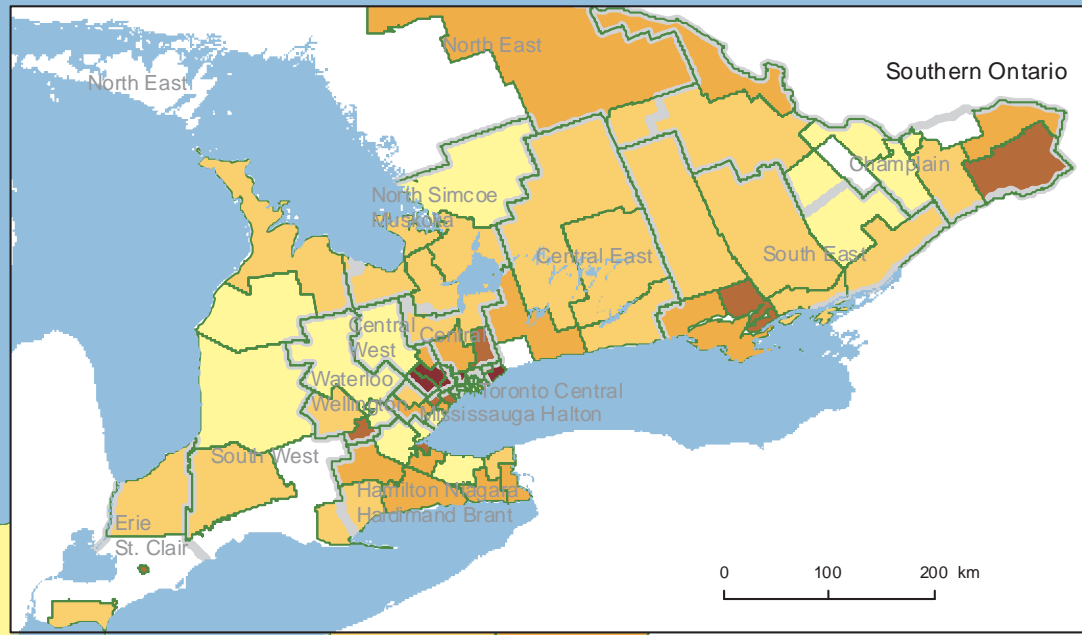 North East
Southern Ontario
North East
Champlain
North Simcoe
Muskoka
Central East
South East
Central
West
Central
Waterloo
Wellington
Toronto Central
Mississauga Halton
South West
Hamilton Niagara
Haldimand Brant
Erie
St. Clair
0 100 200 km